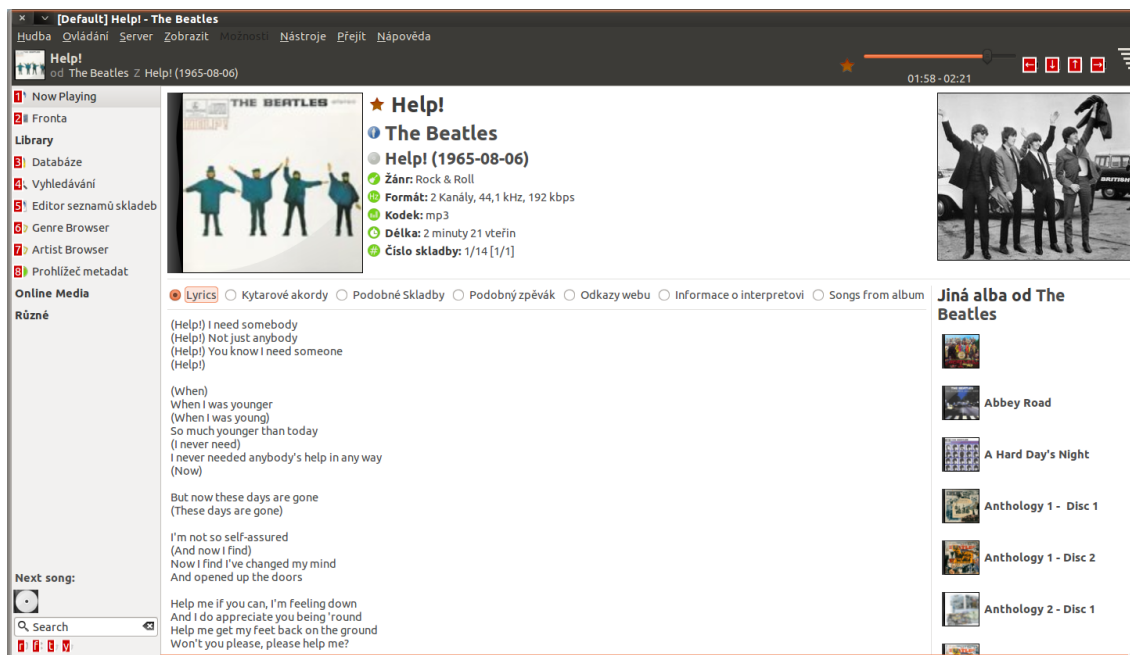 [Default] Help! - The Beatles
Hudba Ovládání Server Zobrazit Možnosti Nástroje Přejít Nápověda
Help!
od The Beatles Z Help! (1965-08-06)
01:58 - 02:21
1 Now Playing
2 Fronta
Library
3 Databáze
4 Vyhledávání
5 Editor seznamů skladeb
6 Genre Browser
7 Artist Browser
8 Prohlížeč metadat
Online Media
Různé
Next song:
Search
r f t y
THE BEATLES
HELP!
Help!
The Beatles
Help! (1965-08-06)
Žánr: Rock & Roll
Formát: 2 Kanály, 44,1 kHz, 192 kbps
Kodek: mp3
Délka: 2 minuty 21 vteřin
Číslo skladby: 1/14 [1/1]
BRITISH
Lyrics Kytarové akordy Podobné Skladby Podobný zpěvák Odkazy webu Informace o interpretovi Songs from album
(Help!) I need somebody
(Help!) Not just anybody
(Help!) You know I need someone
(Help!)
(When)
When I was younger
(When I was young)
So much younger than today
(I never need)
I never needed anybody's help in any way
(Now)
But now these days are gone
(These days are gone)
I'm not so self-assured
(And now I find)
Now I find I've changed my mind
And opened up the doors
Help me if you can, I'm feeling down
And I do appreciate you being 'round
Help me get my feet back on the ground
Won't you please, please help me?
Jiná alba od The
Beatles
Abbey Road
A Hard Day's Night
Anthology 1 - Disc 1
Anthology 1 - Disc 2
Anthology 2 - Disc 1